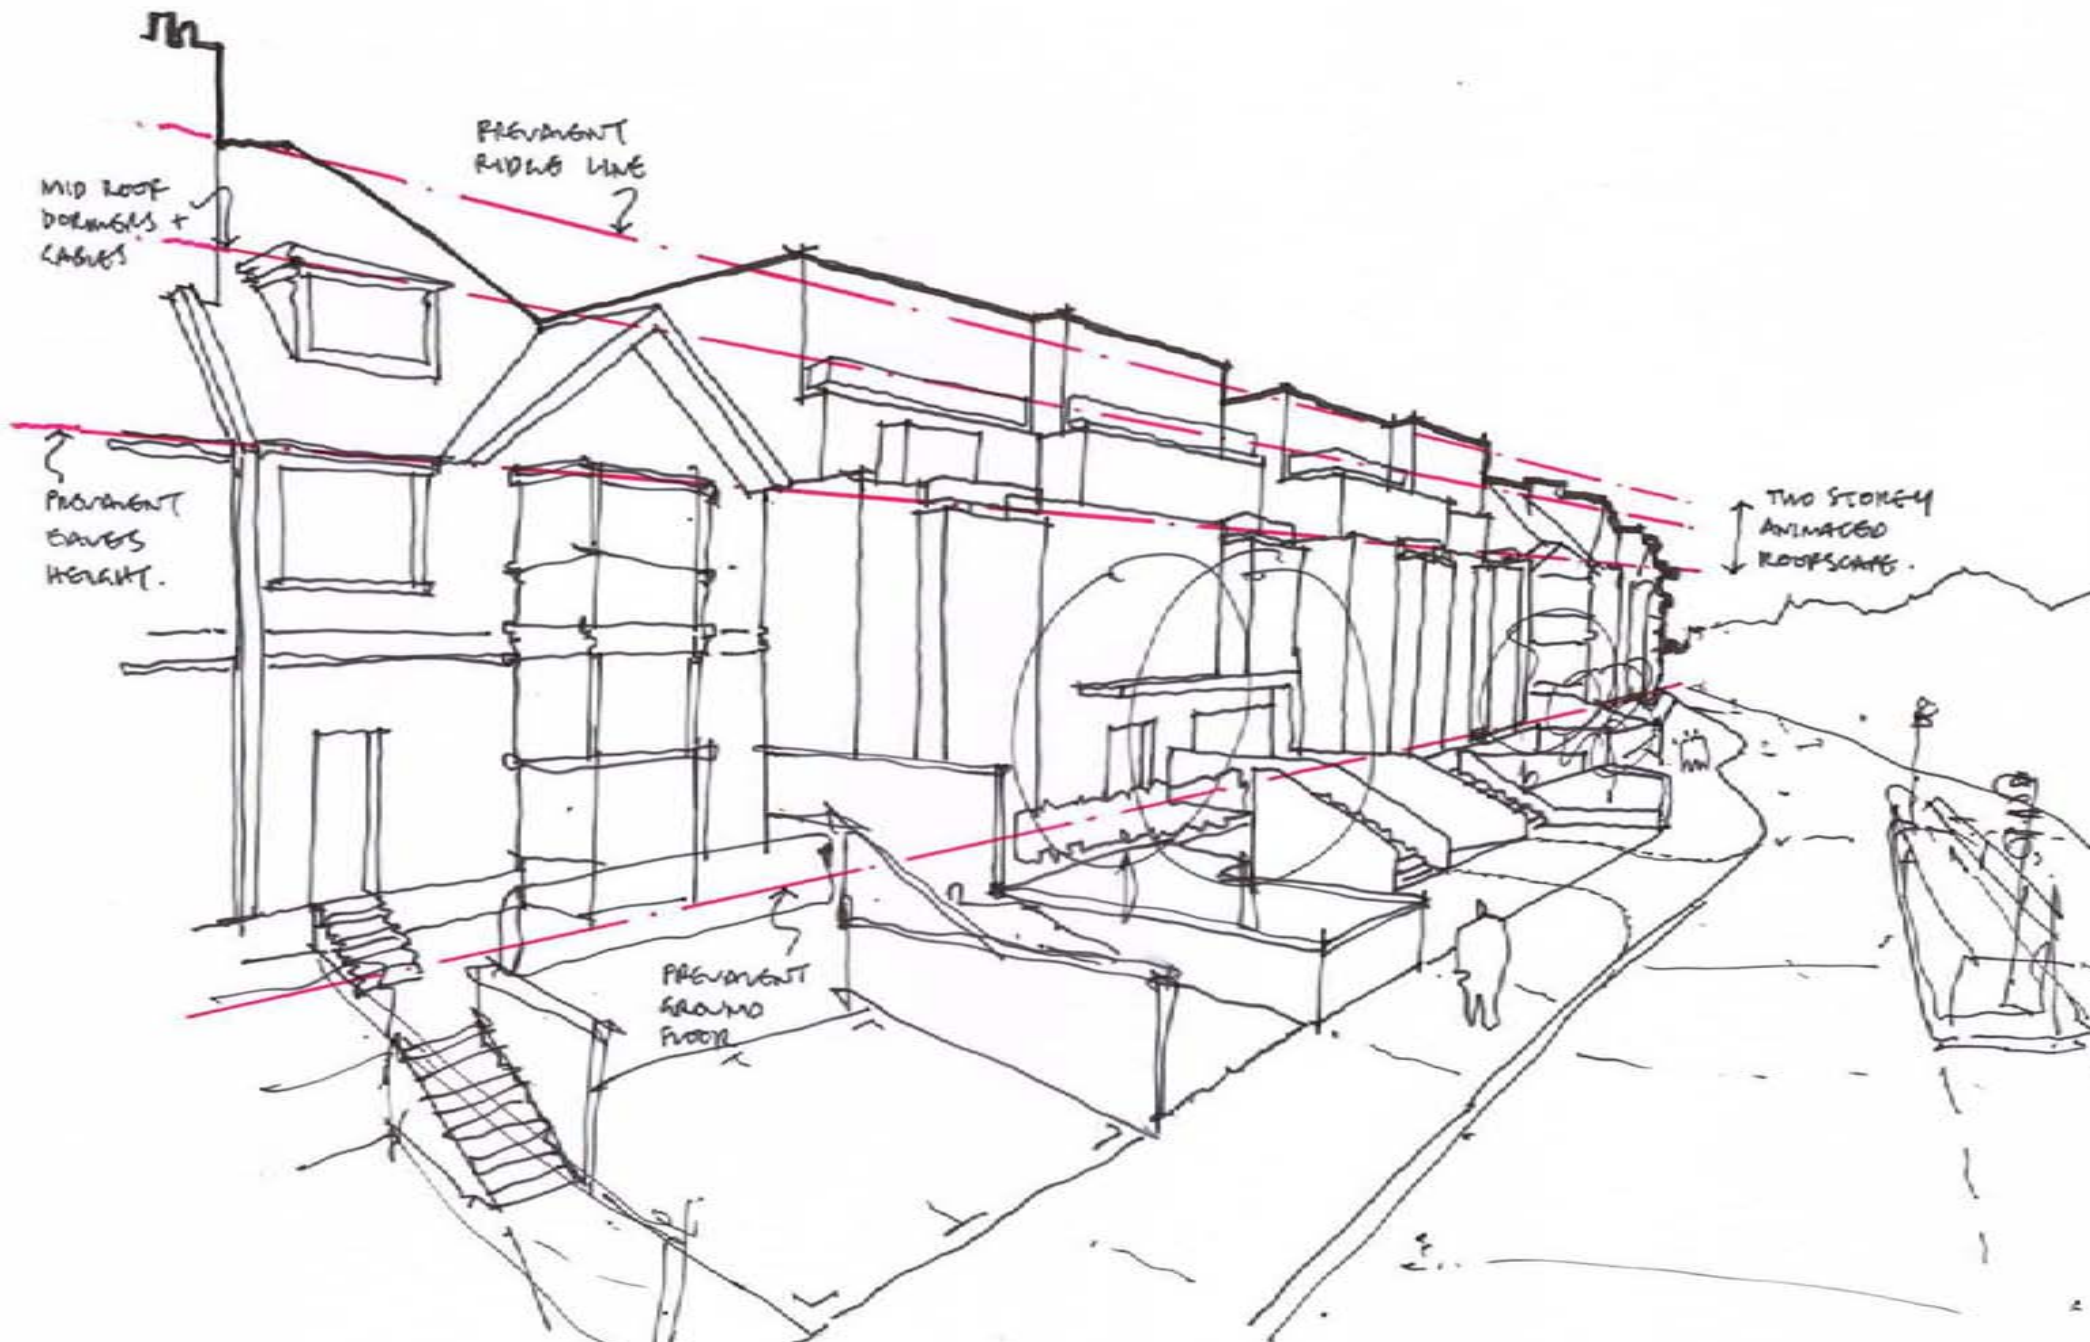 PREVALENT
RIDGE LINE
MID ROOF
DORMERS +
GABLES
PREVALENT
EAVES
HEIGHT.
TWO STOREY
ANIMATED
ROOFSCAPE.
PREVALENT
GROUND
FLOOR